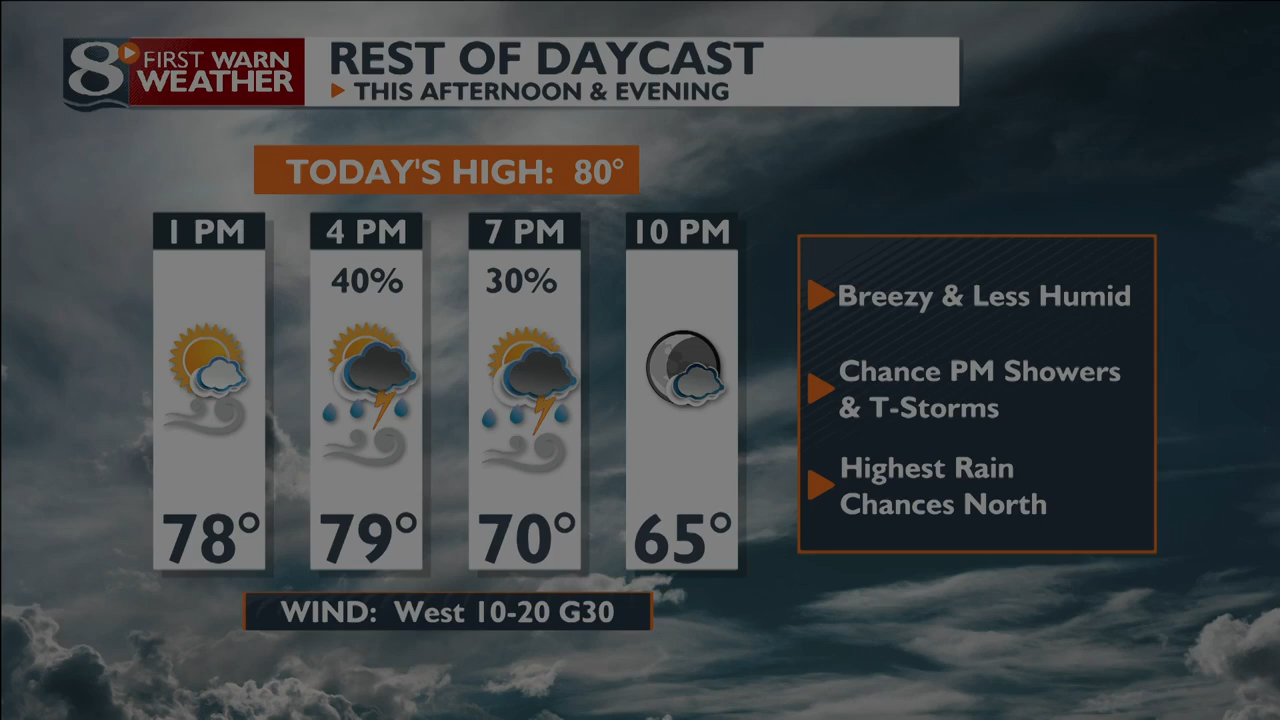 8 FIRST WARN
WEATHER
REST OF DAYCAST
THIS AFTERNOON & EVENING
TODAY'S HIGH: 80°
1 PM 4 PM 7 PM 10 PM
40% 30%
78° 79° 70° 65°
WIND: West 10-20 G30
Breezy & Less Humid
Chance PM Showers
& T-Storms
Highest Rain
Chances North